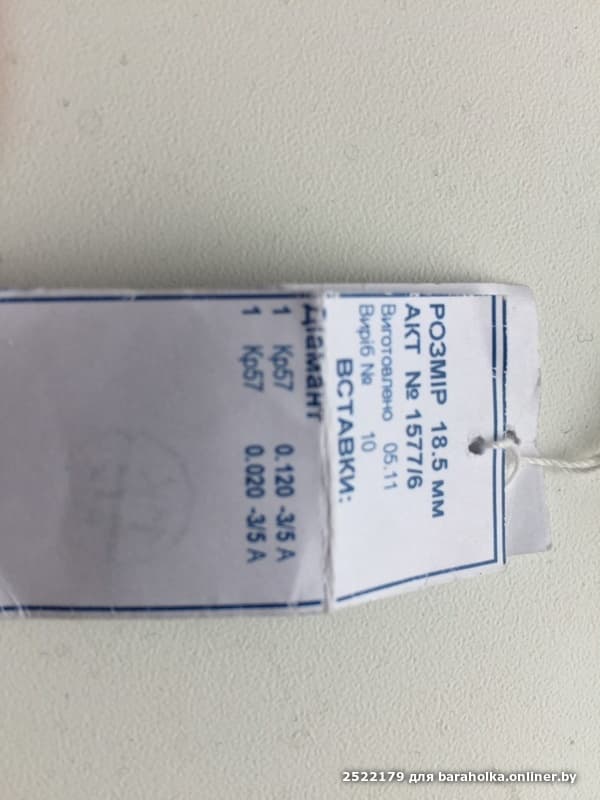 РОЗМІР 18.5 мм
АКТ № 1577/6
Виготовлено 05.11
Виріб № 10
ВСТАВКИ:
Діамант
1 Кр57 0.120 -3/5 А
1 Кр57 0.020 -3/5 А
2522179 для baraholka.onliner.by